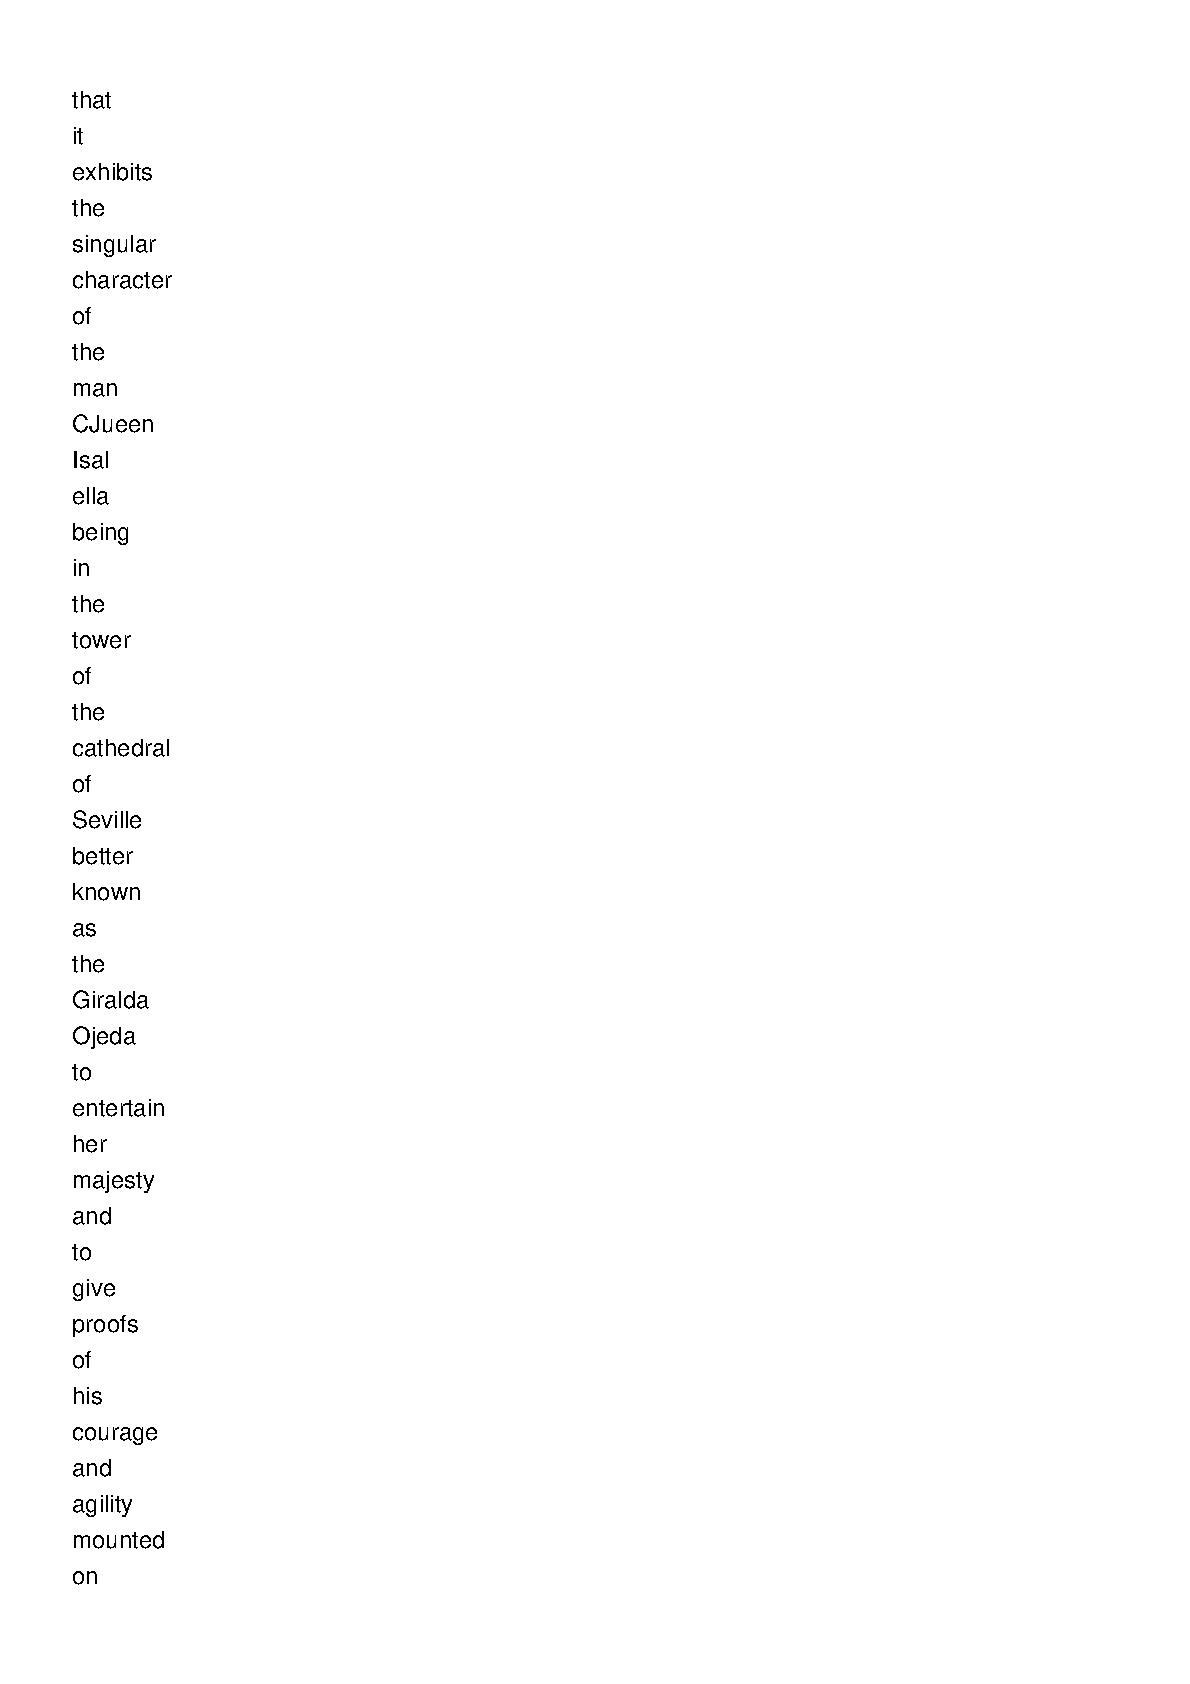 that
it
exhibits
the
singular
character
of
the
man
CJueen
Isal
ella
being
in
the
tower
of
the
cathedral
of
Seville
better
known
as
the
Giralda
Ojeda
to
entertain
her
majesty
and
to
give
proofs
of
his
courage
and
agility
mounted
on